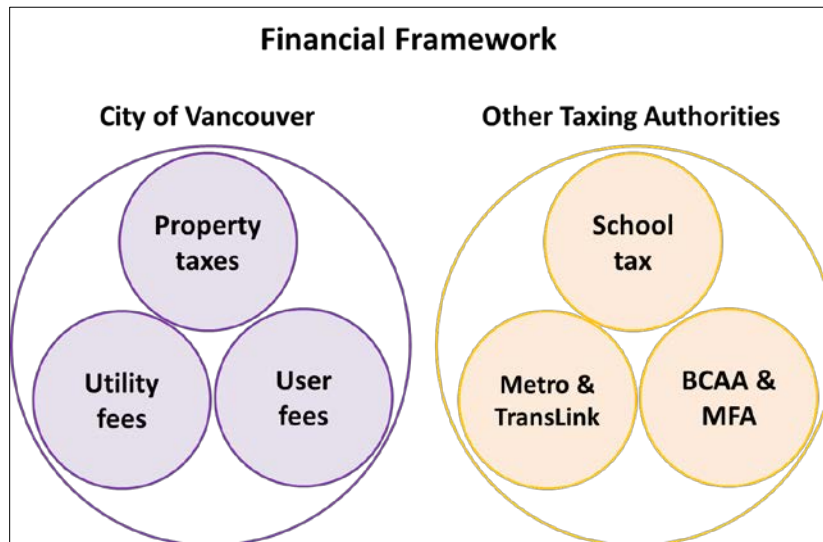 Financial Framework
City of Vancouver
Other Taxing Authorities
Property
taxes
School
tax
Utility
fees
User
fees
Metro &
TransLink
BCAA &
MFA